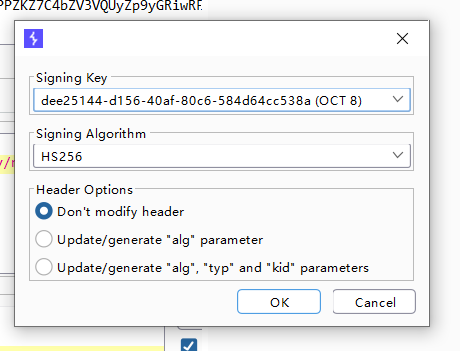 Signing Key
dee25144-d156-40af-80c6-584d64cc538a (OCT 8)
Signing Algorithm
HS256
Header Options
Don't modify header
Update/generate "alg" parameter
Update/generate "alg", "typ" and "kid" parameters
OK Cancel